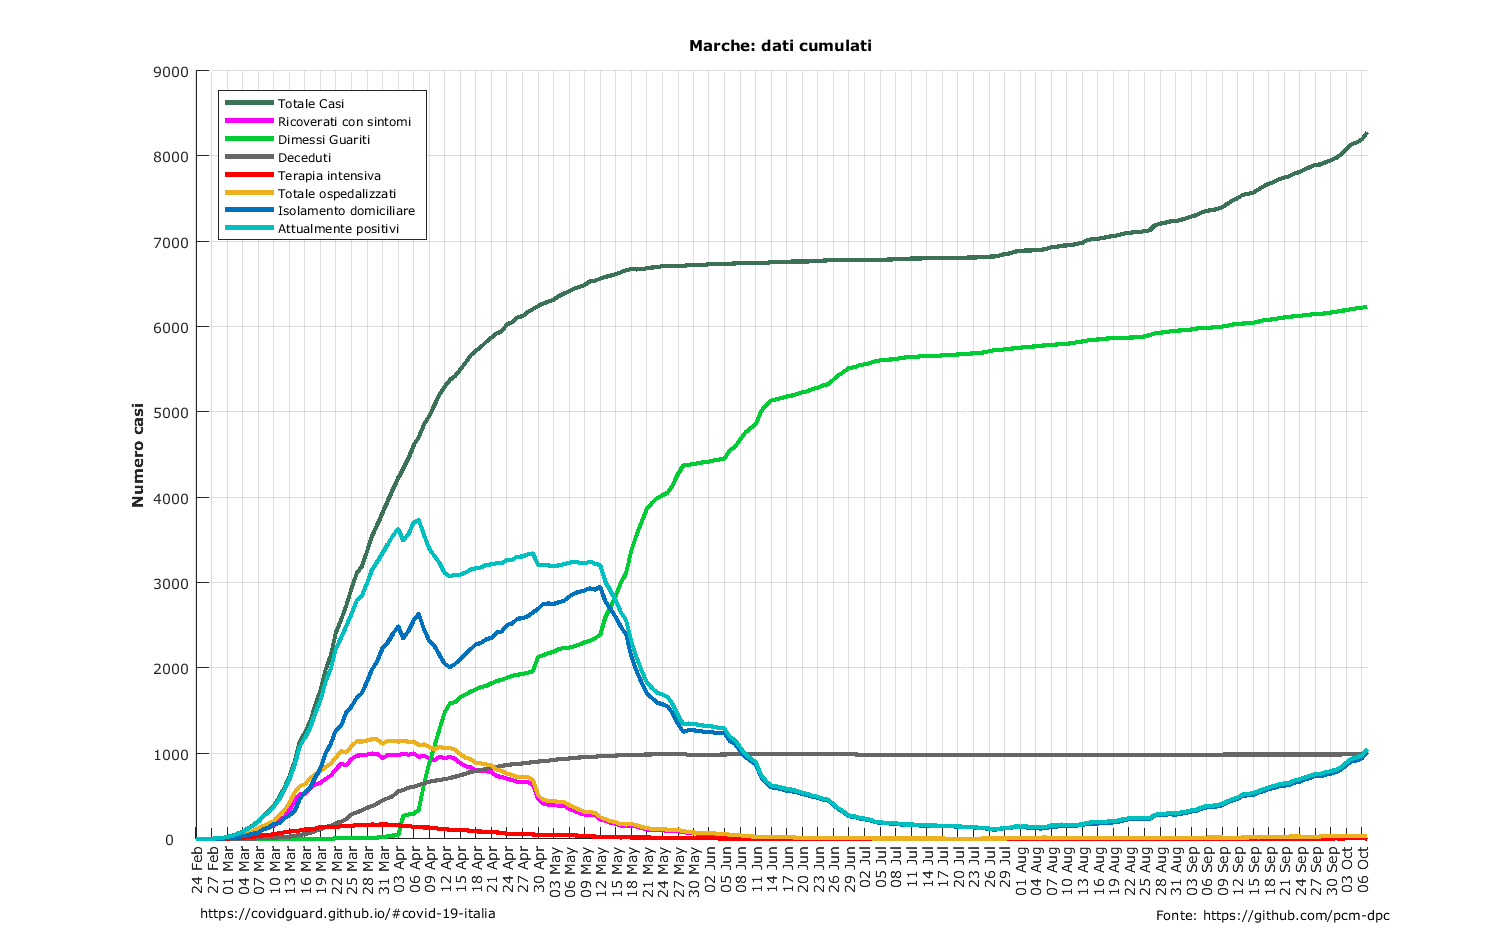 Marche: dati cumulati
9000
8000
7000
6000
5000
4000
3000
2000
1000
0
Numero casi
Totale Casi
Ricoverati con sintomi
Dimessi Guariti
Deceduti
Terapia intensiva
Totale ospedalizzati
Isolamento domiciliare
Attualmente positivi
24 Feb
27 Feb
01 Mar
04 Mar
07 Mar
10 Mar
13 Mar
16 Mar
19 Mar
22 Mar
25 Mar
28 Mar
31 Mar
03 Apr
06 Apr
09 Apr
12 Apr
15 Apr
18 Apr
21 Apr
24 Apr
27 Apr
30 Apr
03 May
06 May
09 May
12 May
15 May
18 May
21 May
24 May
27 May
30 May
02 Jun
05 Jun
08 Jun
11 Jun
14 Jun
17 Jun
20 Jun
23 Jun
26 Jun
29 Jun
02 Jul
05 Jul
08 Jul
11 Jul
14 Jul
17 Jul
20 Jul
23 Jul
26 Jul
29 Jul
01 Aug
04 Aug
07 Aug
10 Aug
13 Aug
16 Aug
19 Aug
22 Aug
25 Aug
28 Aug
31 Aug
03 Sep
06 Sep
09 Sep
12 Sep
15 Sep
18 Sep
21 Sep
24 Sep
27 Sep
30 Sep
03 Oct
06 Oct
https://covidguard.github.io/#covid-19-italia
Fonte: https://github.com/pcm-dpc